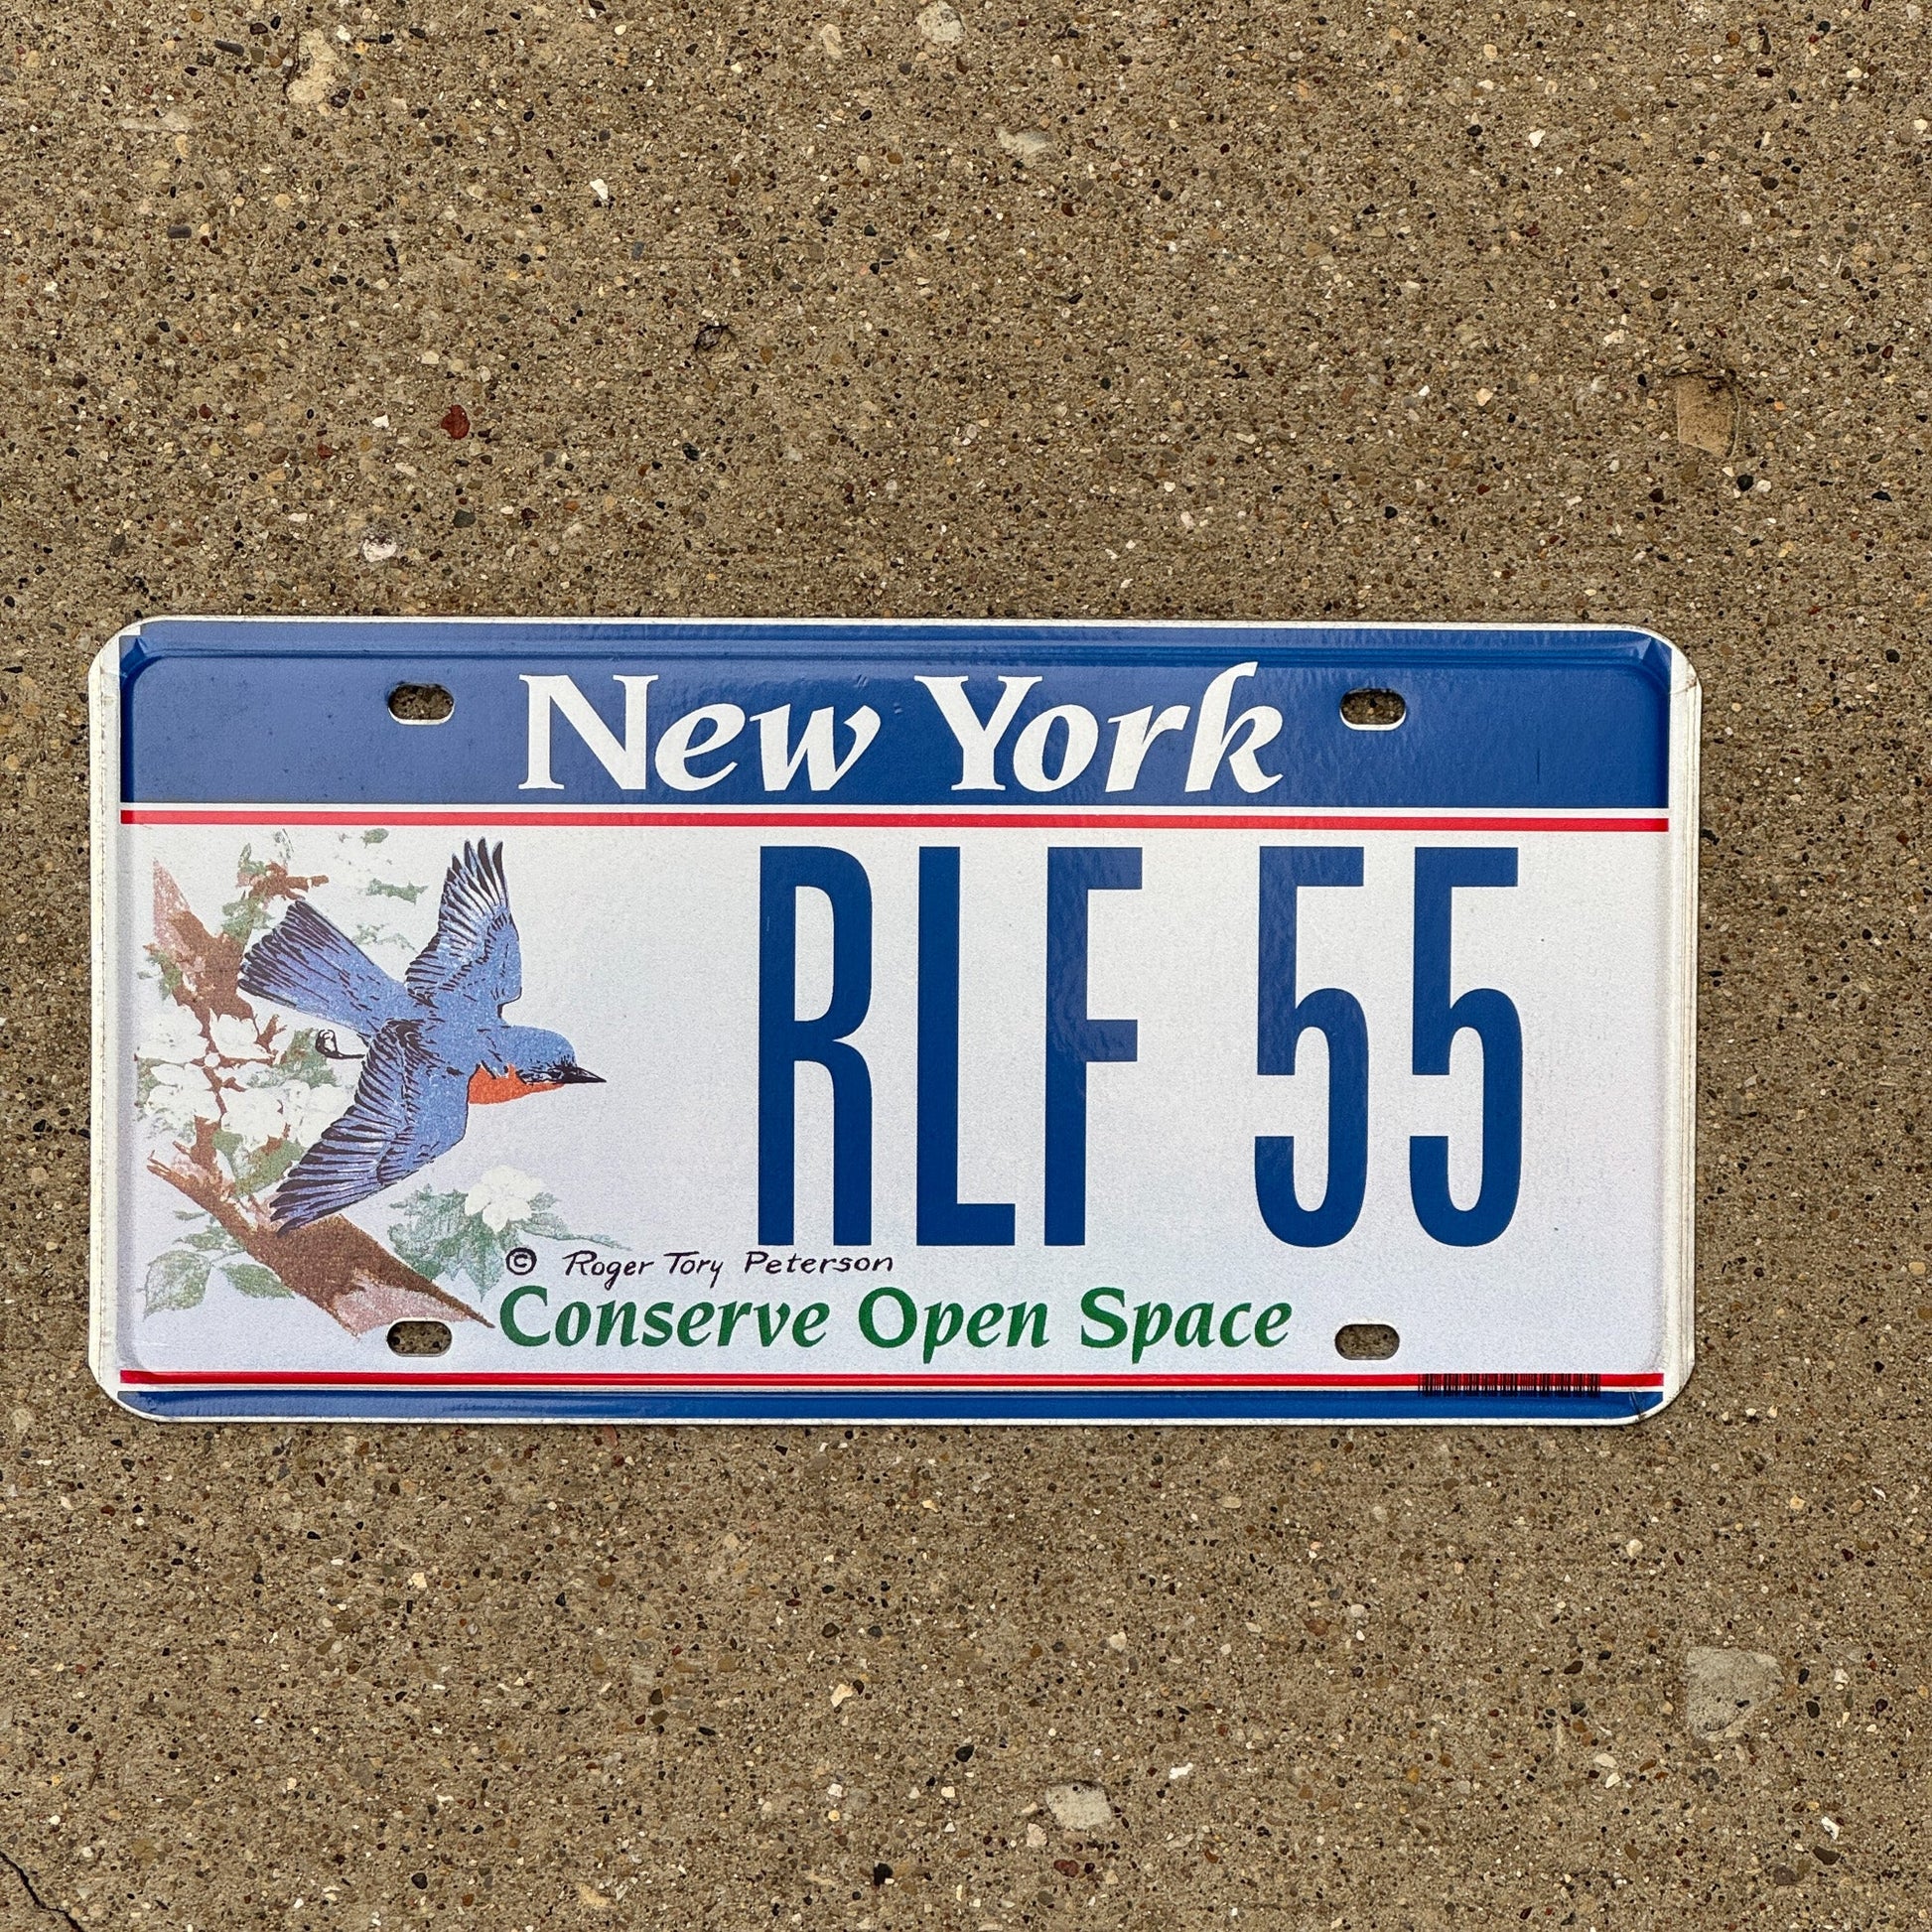 New York
RLF 55
© Roger Tory Peterson
Conserve Open Space